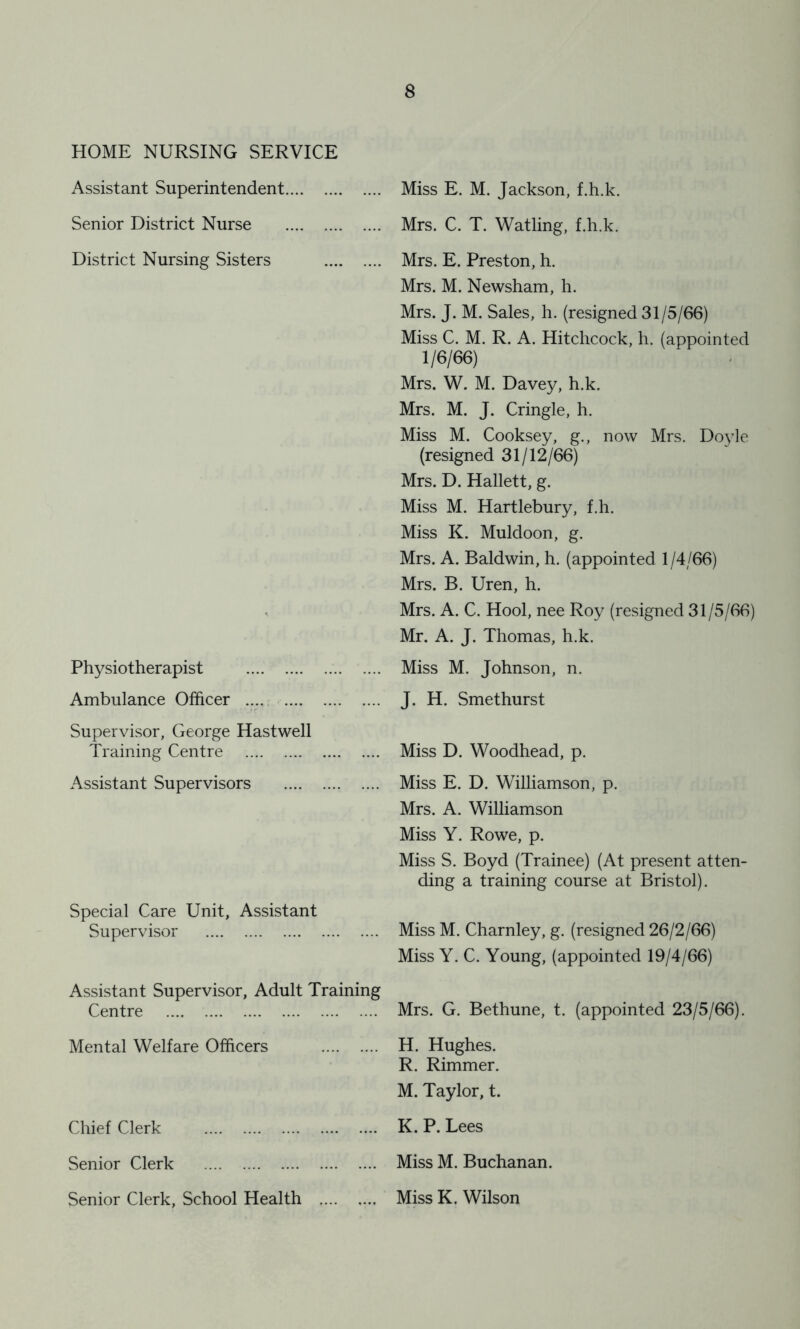 8
HOME NURSING SERVICE
Assistant Superintendent.... .... .... Miss E. M. Jackson, f.h.k.
Senior District Nurse .... .... .... Mrs. C. T. Watling, f.h.k.
District Nursing Sisters .... .... Mrs. E. Preston, h.
Mrs. M. Newsham, h.
Mrs. J. M. Sales, h. (resigned 31/5/66)
Miss C. M. R. A. Hitchcock, h. (appointed
1/6/66)
Mrs. W. M. Davey, h.k.
Mrs. M. J. Cringle, h.
Miss M. Cooksey, g., now Mrs. Doyle
(resigned 31/12/66)
Mrs. D. Hallett, g.
Miss M. Hartlebury, f.h.
Miss K. Muldoon, g.
Mrs. A. Baldwin, h. (appointed 1/4/66)
Mrs. B. Uren, h.
Mrs. A. C. Hool, nee Roy (resigned 31/5/66)
Mr. A. J. Thomas, h.k.
Physiotherapist .... .... .... .... Miss M. Johnson, n.
Ambulance Officer .... .... .... .... J. H. Smethurst
Supervisor, George Hastwell
Training Centre .... .... .... .... Miss D. Woodhead, p.
Assistant Supervisors .... .... .... Miss E. D. Williamson, p.
Mrs. A. Williamson
Miss Y. Rowe, p.
Miss S. Boyd (Trainee) (At present atten-
ding a training course at Bristol).
Special Care Unit, Assistant
Supervisor .... .... .... .... .... Miss M. Charnley, g. (resigned 26/2/66)
Miss Y. C. Young, (appointed 19/4/66)
Assistant Supervisor, Adult Training
Centre .... .... .... .... .... .... Mrs. G. Bethune, t. (appointed 23/5/66).
Mental Welfare Officers .... .... H. Hughes.
R. Rimmer.
M. Taylor, t.
Chief Clerk .... .... .... .... .... K. P. Lees
Senior Clerk .... .... .... .... .... Miss M. Buchanan.
Senior Clerk, School Health .... .... Miss K. Wilson